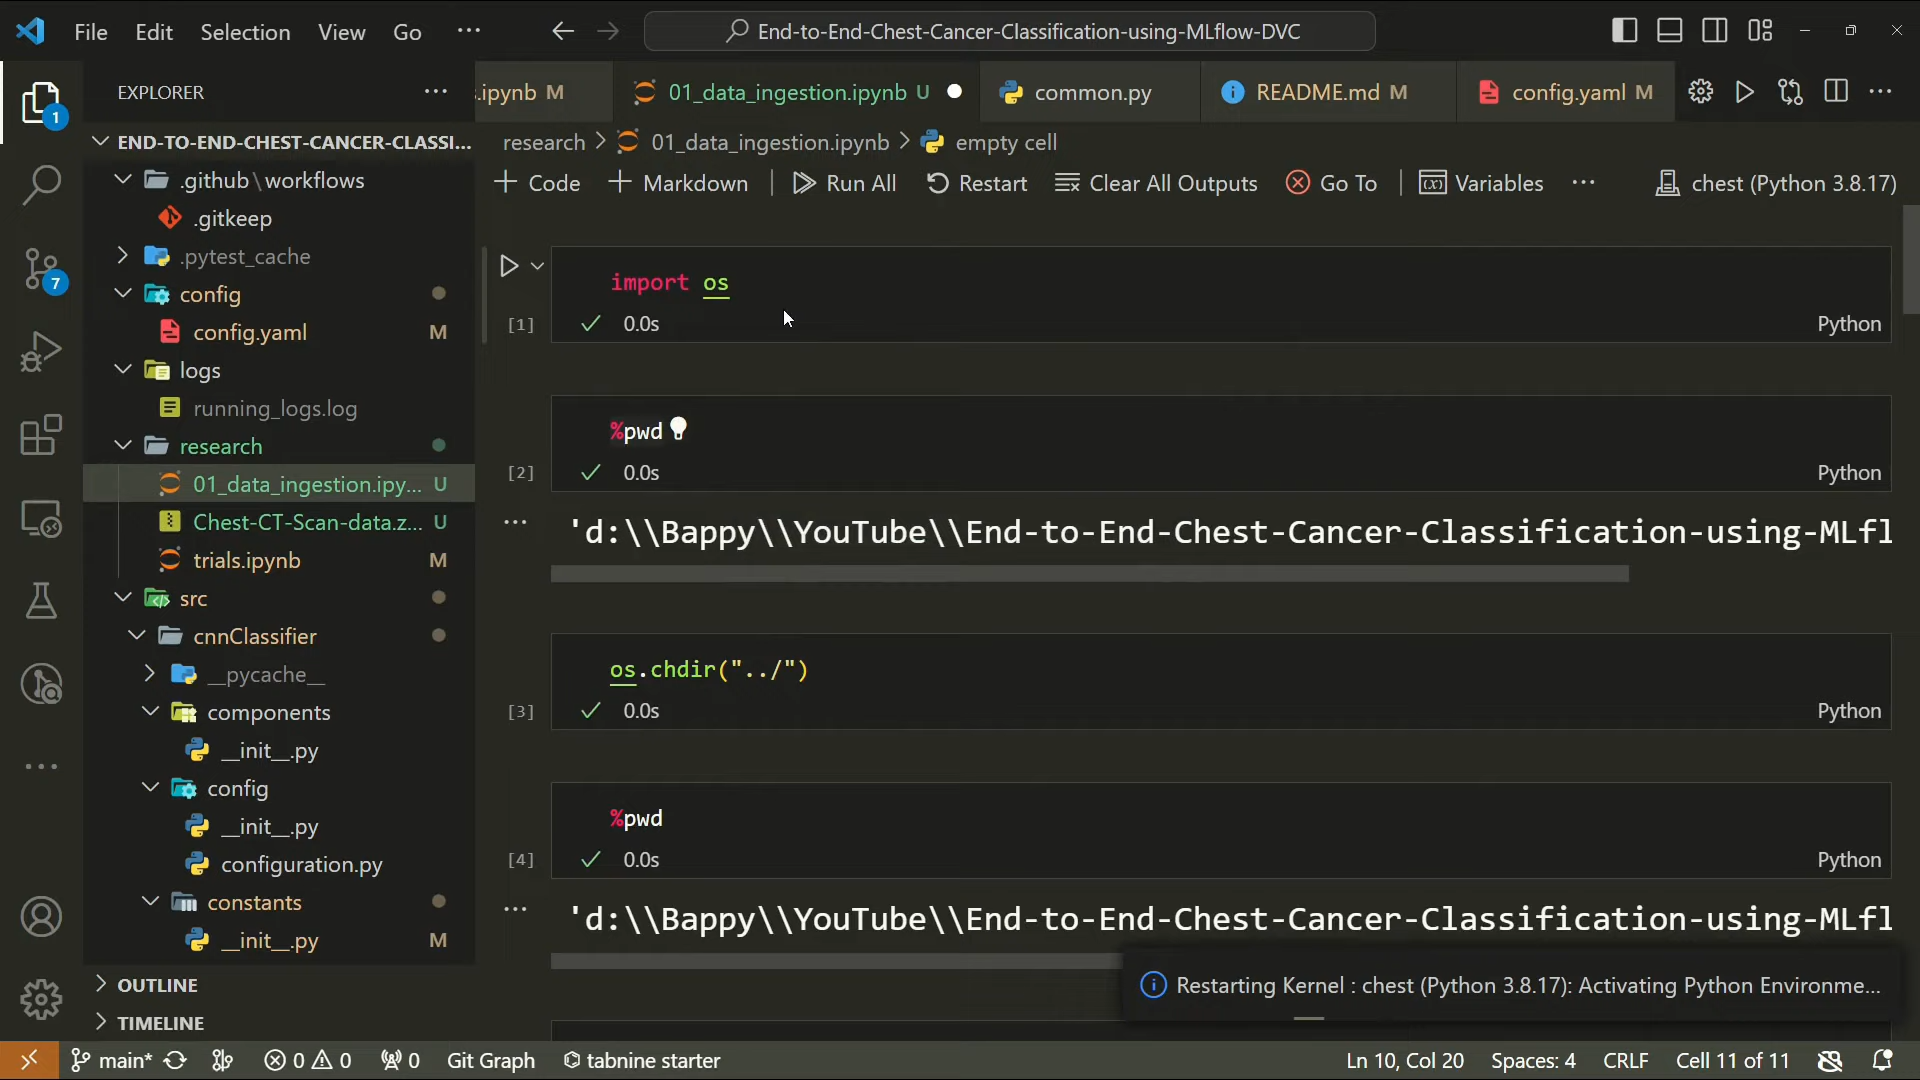 File Edit Selection View Go ...
End-to-End-Chest-Cancer-Classification-using-MLflow-DVC
EXPLORER ...
.ipynb M
01_data_ingestion.ipynb U
common.py
README.md M
config.yaml M
END-TO-END-CHEST-CANCER-CLASSI...
research > 01_data_ingestion.ipynb > empty cell
+ Code + Markdown | Run All Restart Clear All Outputs Go To | Variables ... chest (Python 3.8.17)
1
7
.github\workflows
.gitkeep
.pytest_cache
config
config.yaml M
logs
running_logs.log
research
01_data_ingestion.ipy... U
Chest-CT-Scan-data.z... U
trials.ipynb M
src
cnnClassifier
__pycache__
components
__init__.py
config
__init__.py
configuration.py
constants
__init__.py M
OUTLINE
TIMELINE
import os
[1] 0.0s Python
%pwd
[2] 0.0s Python
... 'd:\\Bappy\\YouTube\\End-to-End-Chest-Cancer-Classification-using-MLfl
os.chdir("../")
[3] 0.0s Python
%pwd
[4] 0.0s Python
... 'd:\\Bappy\\YouTube\\End-to-End-Chest-Cancer-Classification-using-MLfl
Restarting Kernel : chest (Python 3.8.17): Activating Python Environme...
main* 0 0 0 Git Graph tabnine starter Ln 10, Col 20 Spaces: 4 CRLF Cell 11 of 11